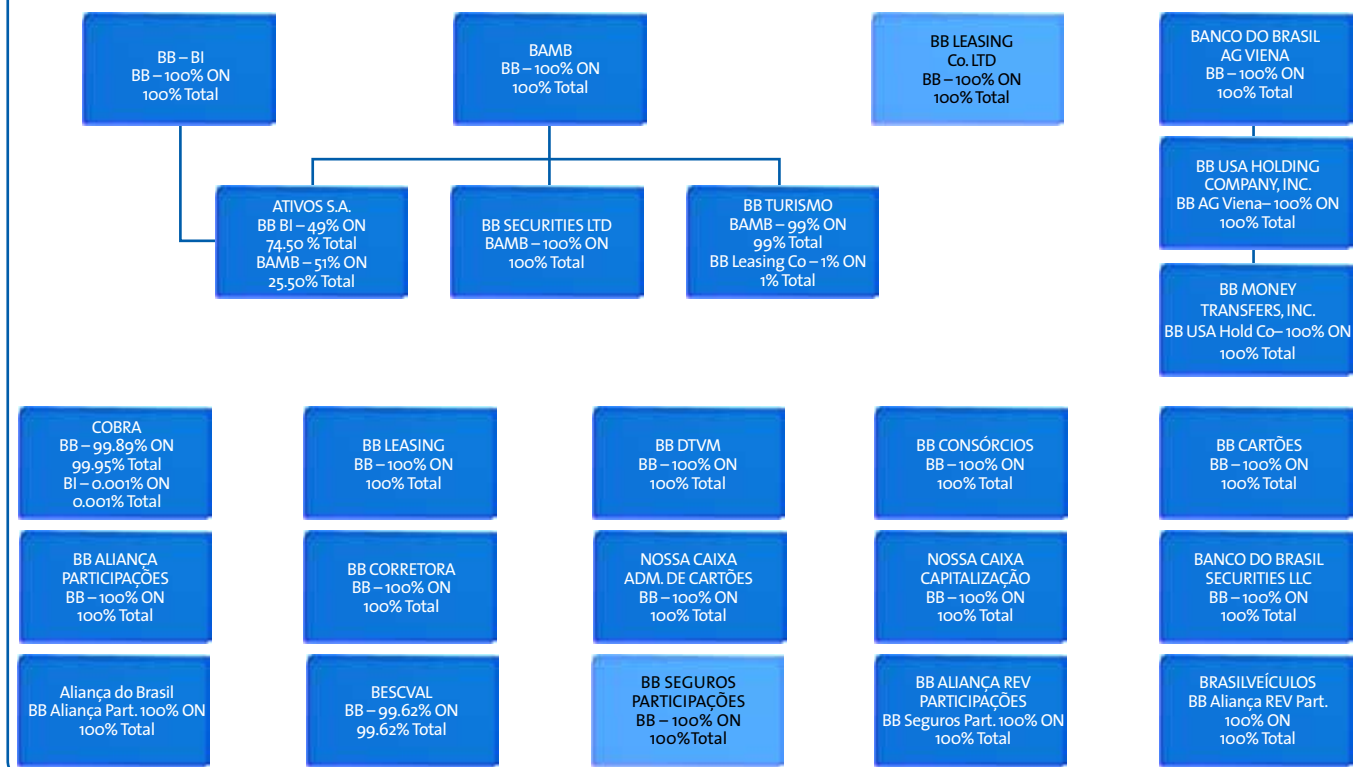 BB – BI
BB – 100% ON
100% Total
BAMB
BB – 100% ON
100% Total
BB LEASING
Co. LTD
BB – 100% ON
100% Total
BANCO DO BRASIL
AG VIENA
BB – 100% ON
100% Total
ATIVOS S.A.
BB BI – 49% ON
74.50 % Total
BAMB – 51% ON
25.50% Total
BB SECURITIES LTD
BAMB – 100% ON
100% Total
BB TURISMO
BAMB – 99% ON
99% Total
BB Leasing Co – 1% ON
1% Total
BB USA HOLDING
COMPANY, INC.
BB AG Viena– 100% ON
100% Total
BB MONEY
TRANSFERS, INC.
BB USA Hold Co– 100% ON
100% Total
COBRA
BB – 99.89% ON
99.95% Total
BI – 0.001% ON
0.001% Total
BB LEASING
BB – 100% ON
100% Total
BB DTVM
BB – 100% ON
100% Total
BB CONSÓRCIOS
BB – 100% ON
100% Total
BB CARTÕES
BB – 100% ON
100% Total
BB ALIANÇA
PARTICIPAÇÕES
BB – 100% ON
100% Total
BB CORRETORA
BB – 100% ON
100% Total
NOSSA CAIXA
ADM. DE CARTÕES
BB – 100% ON
100% Total
NOSSA CAIXA
CAPITALIZAÇÃO
BB – 100% ON
100% Total
BANCO DO BRASIL
SECURITIES LLC
BB – 100% ON
100% Total
Aliança do Brasil
BB Aliança Part. 100% ON
100% Total
BESCVAL
BB – 99.62% ON
99.62% Total
BB SEGUROS
PARTICIPAÇÕES
BB – 100% ON
100%Total
BB ALIANÇA REV
PARTICIPAÇÕES
BB Seguros Part. 100% ON
100% Total
BRASILVEÍCULOS
BB Aliança REV Part.
100% ON
100% Total